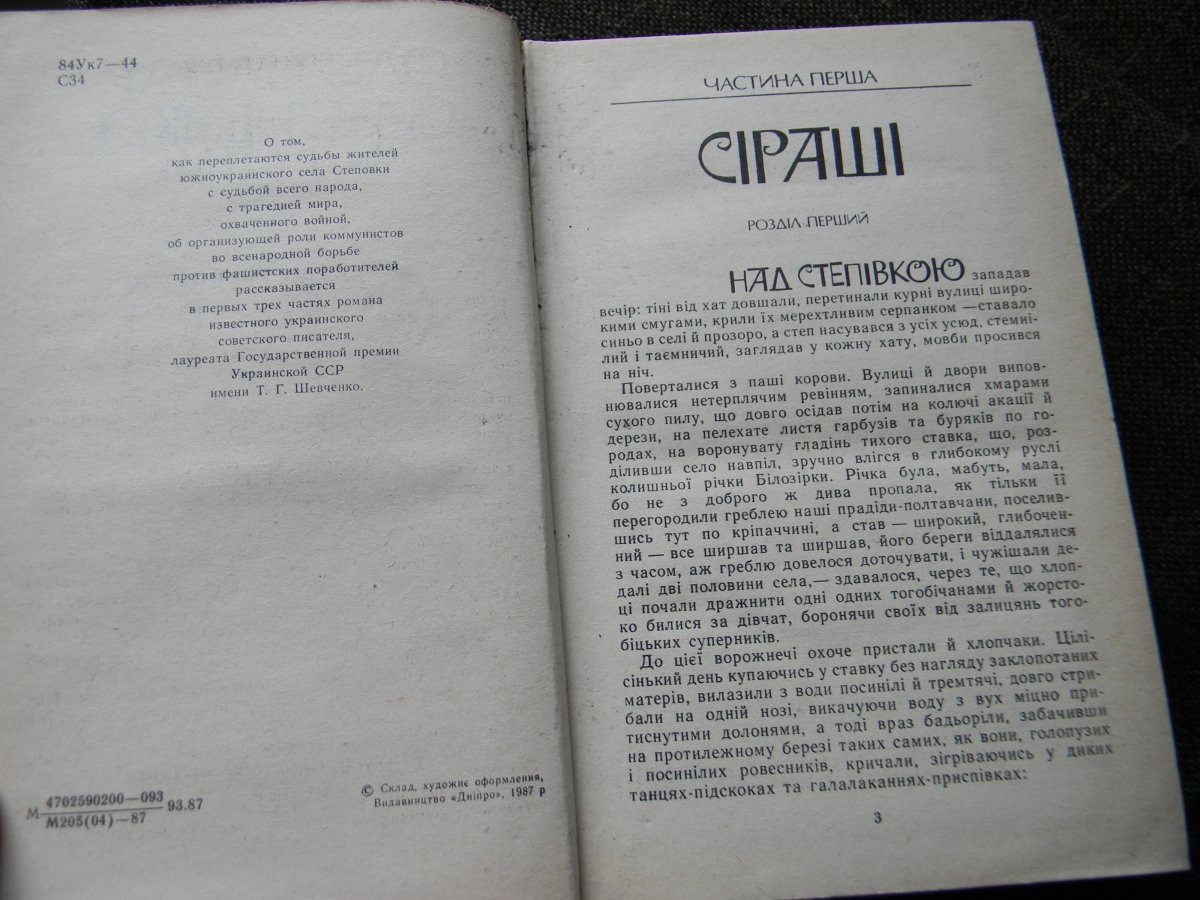 84Ук7—44
С34
О том,
как переплетаются судьбы жителей
южноукраинского села Степовки
с судьбой всего народа,
с трагедией мира,
охваченного войной,
об организующей роли коммунистов
во всенародной борьбе
против фашистских поработителей
рассказывается
в первых трех частях романа
известного украинского
советского писателя,
лауреата Государственной премии
Украинской ССР
имени Т. Г. Шевченко.
М 4702590200—093 93.87
М205(04)—87
© Склад, художнє оформлення,
Видавництво «Дніпро», 1987 р
ЧАСТИНА ПЕРША
СІРАШІ
РОЗДІЛ ПЕРШИЙ
НАД СТЕПІВКОЮ западав
вечір: тіні від хат довшали, перетинали курні вулиці широ-
кими смугами, крили їх мерехтливим серпанком —ставало
синьо в селі й прозоро, а степ насувався з усіх усюд, стемні-
лий і таємничий, заглядав у кожну хату, мовби просився
на ніч.
Поверталися з паші корови. Вулиці й двори випов-
нювалися нетерплячим ревінням, запиналися хмарами
сухого пилу, що довго осідав потім на колючі акації й
дерези, на пелехате листя гарбузів та буряків по го-
родах, на воронувату гладінь тихого ставка, що, роз-
діливши село навпіл, зручно влігся в глибокому руслі
колишньої річки Білозірки. Річка була, мабуть, мала,
бо не з доброго ж дива пропала, як тільки її
перегородили греблею наші прадіди-полтавчани, поселив-
шись тут по кріпаччині, а став — широкий, глибочен-
ний — все ширшав та ширшав, його береги віддалялися
з часом, аж греблю довелося доточувати, і чужішали де-
далі дві половини села,— здавалося, через те, що хлоп-
ці почали дражнити одні одних тогобічанами й жорсто-
ко билися за дівчат, боронячи своїх від залицянь того-
біцьких суперників.
До цієї ворожнечі охоче пристали й хлопчаки. Цілі-
сінький день купаючись у ставку без нагляду заклопотаних
матерів, вилазили з води посинілі й тремтячі, довго стри-
бали на одній нозі, викачуючи воду з вух міцно при-
тиснутими долонями, а тоді враз бадьоріли, забачивши
на протилежному березі таких самих, як вони, голопузих
і посинілих ровесників, кричали, зігріваючись у диких
танцях-підскоках та галалаканнях-приспівках:
3